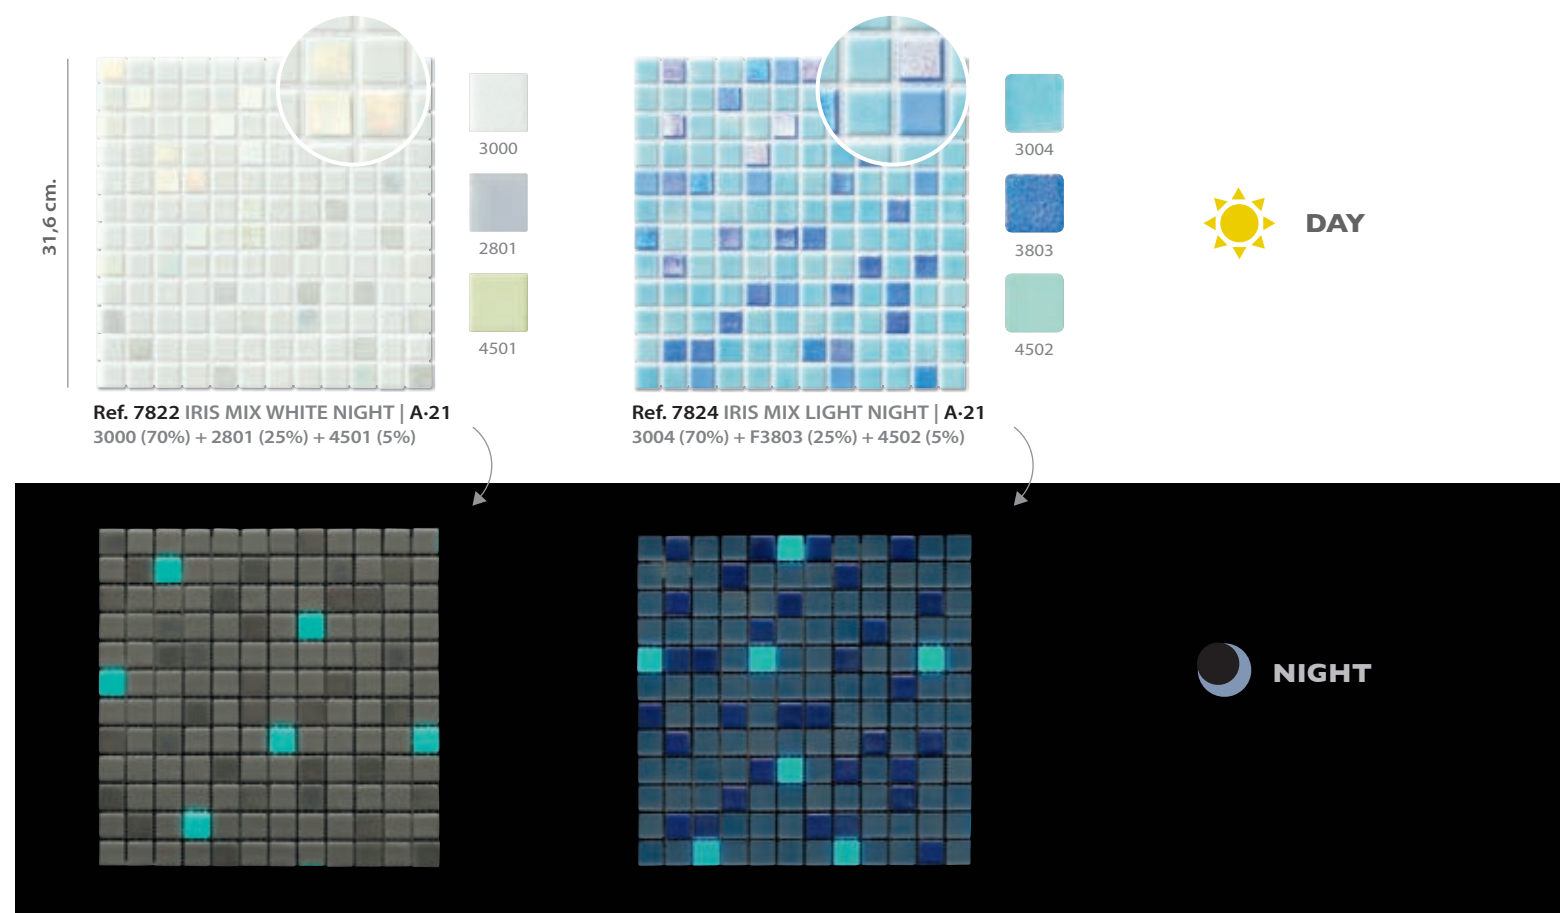 31,6 cm.
3000
2801
4501
Ref. 7822 IRIS MIX WHITE NIGHT | A·21
3000 (70%) + 2801 (25%) + 4501 (5%)
3004
3803
4502
Ref. 7824 IRIS MIX LIGHT NIGHT | A·21
3004 (70%) + F3803 (25%) + 4502 (5%)
DAY
NIGHT